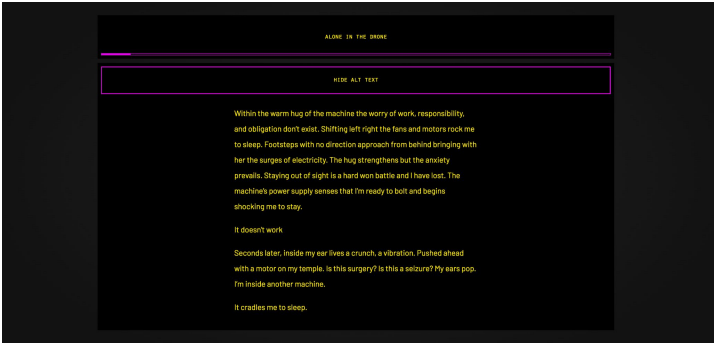 ALONE IN THE DRONE
HIDE ALT TEXT
Within the warm hug of the machine the worry of work, responsibility,
and obligation don't exist. Shifting left right the fans and motors rock me
to sleep. Footsteps with no direction approach from behind bringing with
her the surges of electricity. The hug strengthens but the anxiety
prevails. Staying out of sight is a hard won battle and I have lost. The
machine's power supply senses that I'm ready to bolt and begins
shocking me to stay.
It doesn't work
Seconds later, inside my ear lives a crunch, a vibration. Pushed ahead
with a motor on my temple. Is this surgery? Is this a seizure? My ears pop.
I'm inside another machine.
It cradles me to sleep.